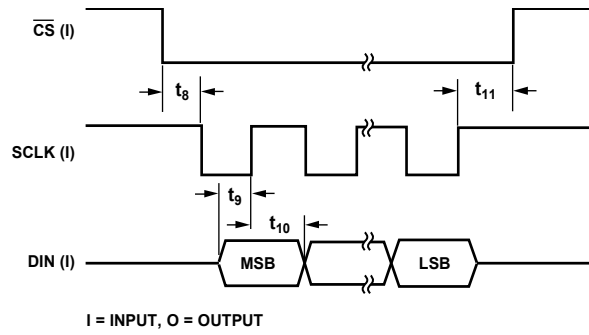 CS (I)
t8
t11
SCLK (I)
t9
t10
DIN (I)
MSB
LSB
I = INPUT, O = OUTPUT